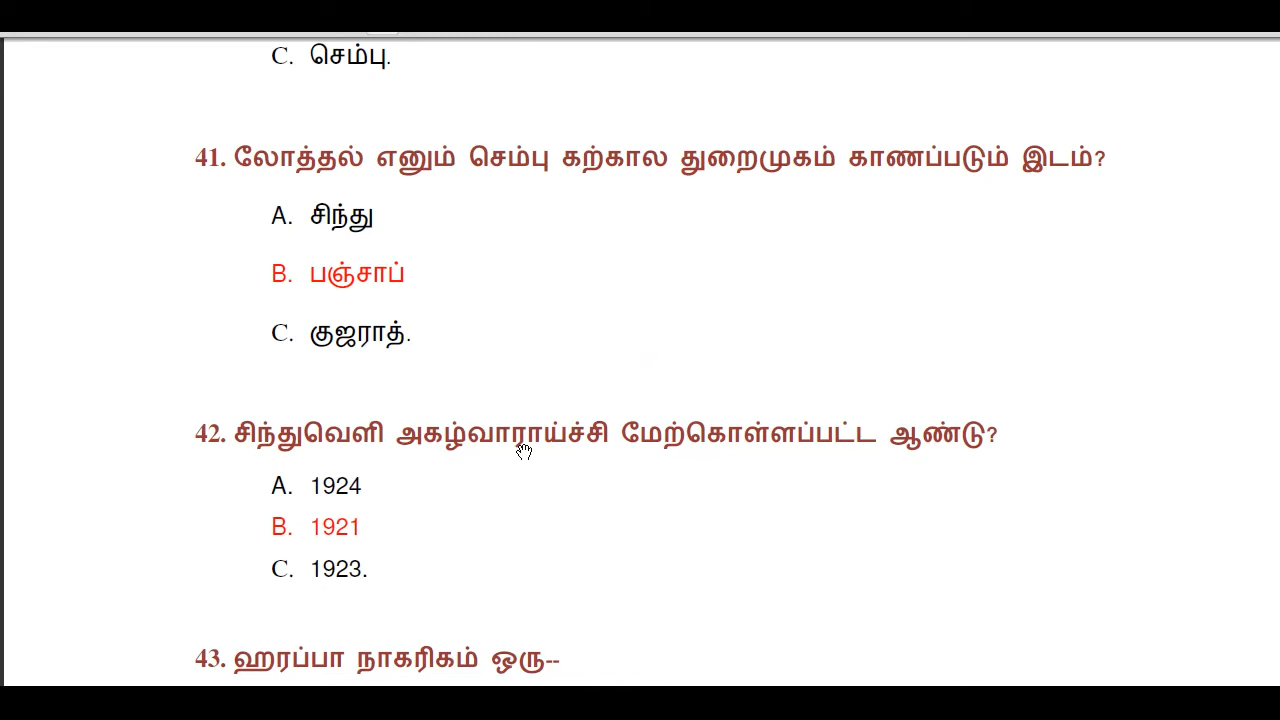 C. செம்பு.
41. லோத்தல் எனும் செம்பு கற்கால துறைமுகம் காணப்படும் இடம்?
A. சிந்து
B. பஞ்சாப்
C. குஜராத்.
42. சிந்துவெளி அகழ்வாராய்ச்சி மேற்கொள்ளப்பட்ட ஆண்டு?
A. 1924
B. 1921
C. 1923.
43. ஹரப்பா நாகரிகம் ஒரு--